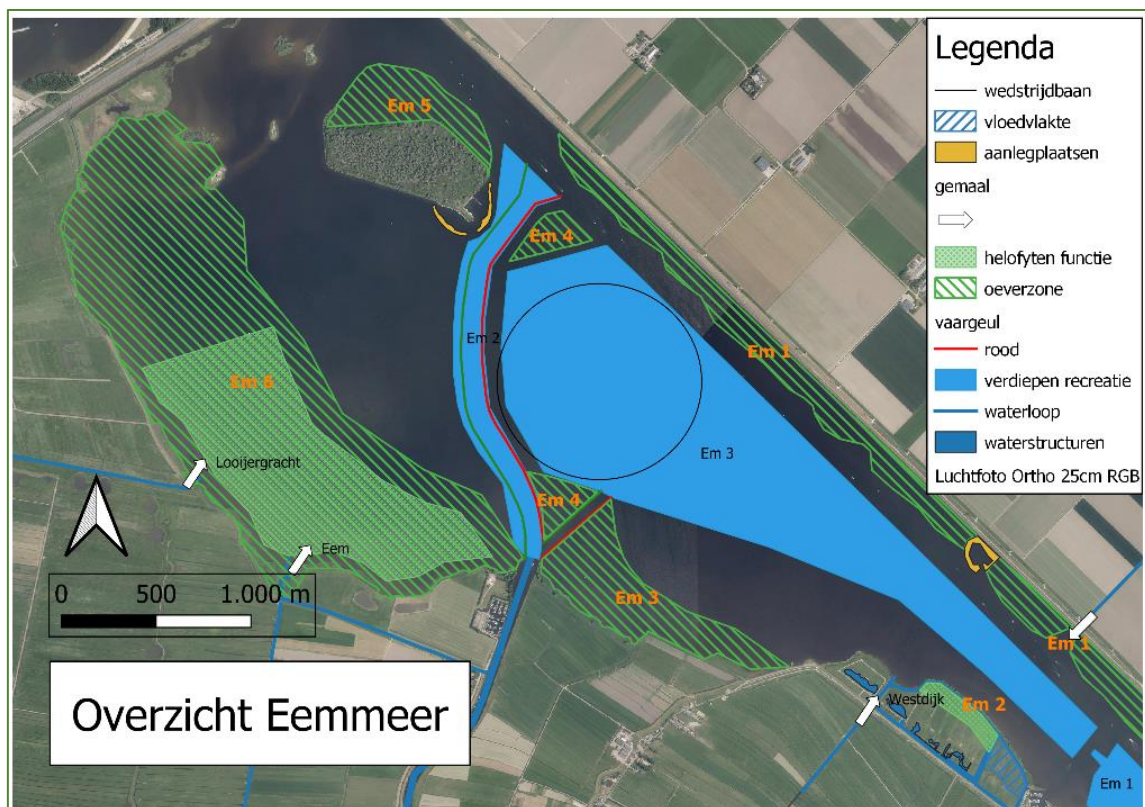 Legenda
wedstrijdbaan
vloedvlakte
aanlegplaatsen
gemaal
helofyten functie
oeverzone
vaargeul
rood
verdiepen recreatie
waterloop
waterstructuren
Luchtfoto Ortho 25cm RGB
Em 5
Em 4
Em 2
Em 1
Em 6
Em 3
Looijergracht
Em 4
Eem
Em 3
0 500 1.000 m
Em 1
Westdijk
Em 2
Overzicht Eemmeer
Em 1